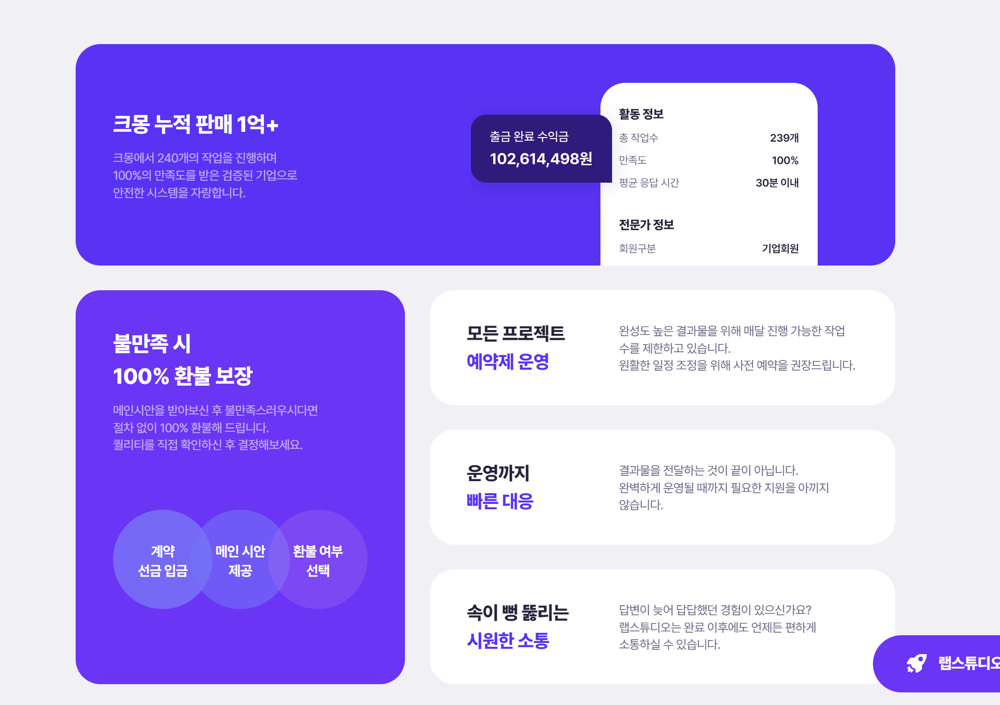 크몽 누적 판매 1억+
크몽에서 240개의 작업을 진행하며
100%의 만족도를 받은 검증된 기업으로
안전한 시스템을 자랑합니다.
출금 완료 수익금
102,614,498원
활동 정보
총 작업수 239개
만족도 100%
평균 응답 시간 30분 이내
전문가 정보
회원구분 기업회원
불만족 시
100% 환불 보장
메인시안을 받아보신 후 불만족스러우시다면
절차 없이 100% 환불해 드립니다.
퀄리티를 직접 확인하신 후 결정해보세요.
계약
선금 입금
메인 시안
제공
환불 여부
선택
모든 프로젝트
예약제 운영
완성도 높은 결과물을 위해 매달 진행 가능한 작업
수를 제한하고 있습니다.
원활한 일정 조정을 위해 사전 예약을 권장드립니다.
운영까지
빠른 대응
결과물을 전달하는 것이 끝이 아닙니다.
완벽하게 운영될 때까지 필요한 지원을 아끼지
않습니다.
속이 뻥 뚫리는
시원한 소통
답변이 늦어 답답했던 경험이 있으신가요?
랩스튜디오는 완료 이후에도 언제든 편하게
소통하실 수 있습니다.
랩스튜디오